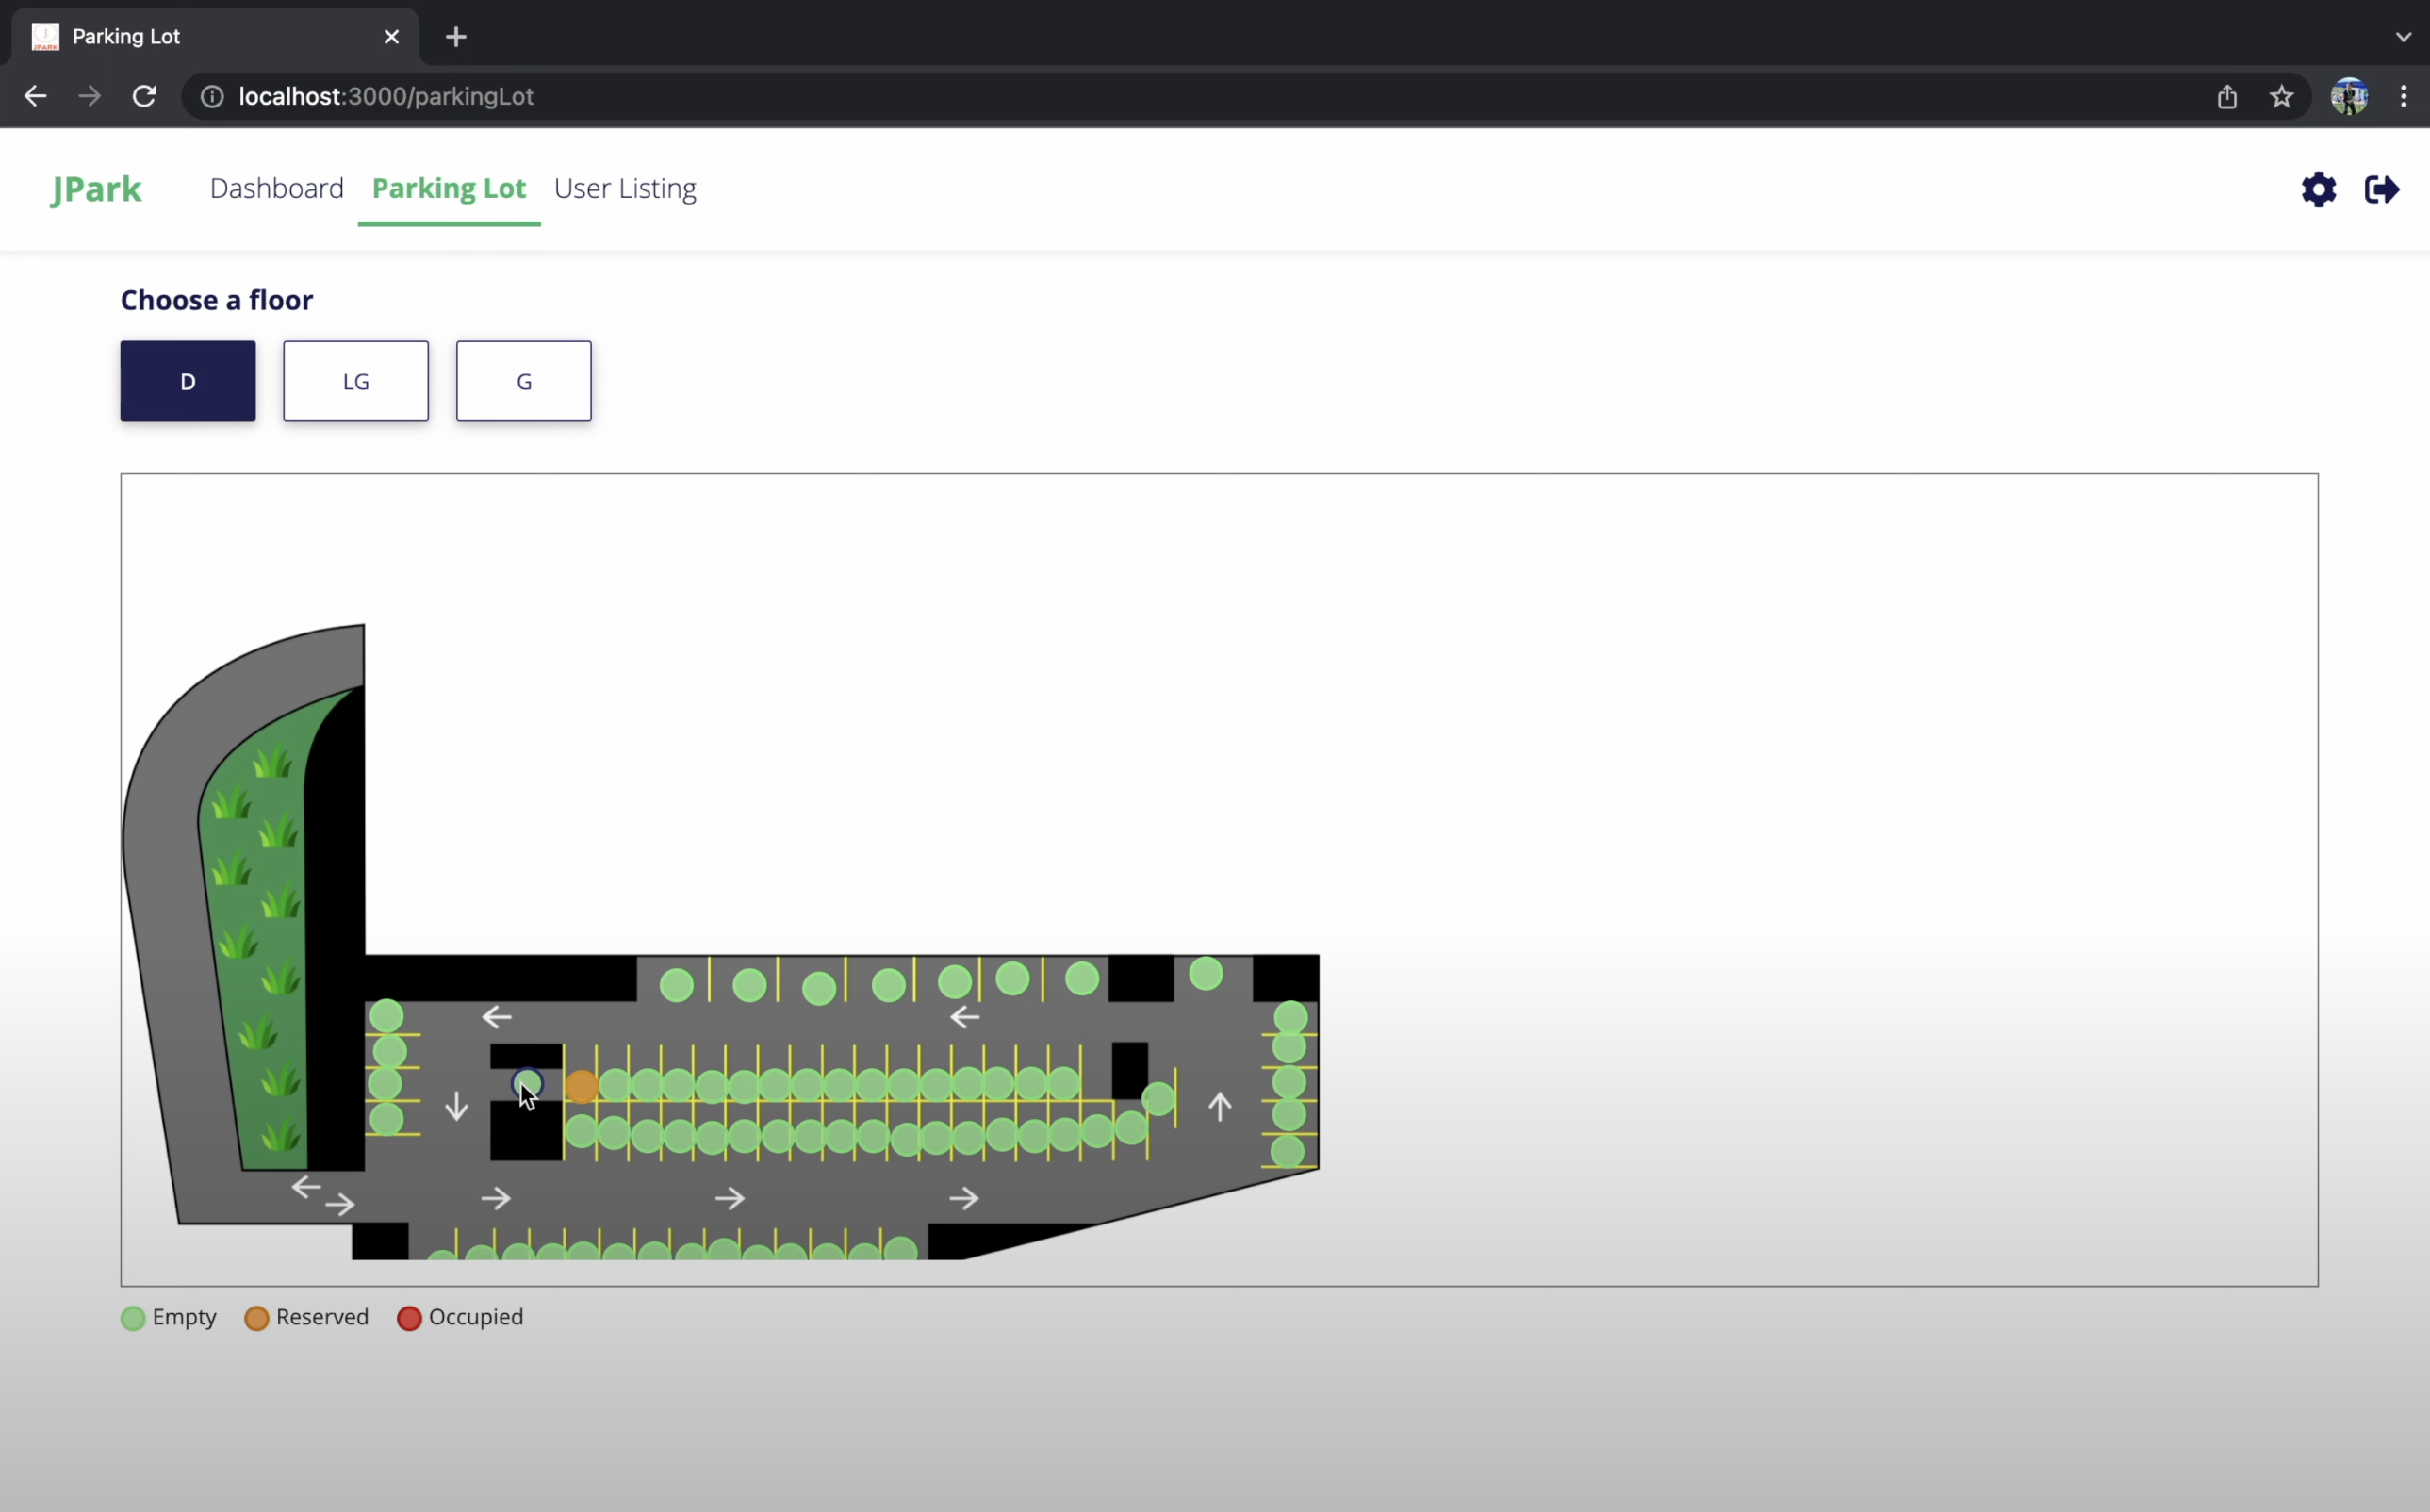 Parking Lot
localhost:3000/parkingLot
JPark Dashboard Parking Lot User Listing
Choose a floor
D LG G
Empty Reserved Occupied